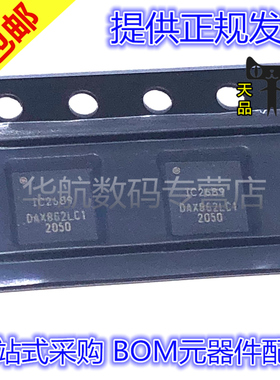 包邮
提供正规发
天品
IC2689
DAX862LC1
2050
IC2689
DAX862LC1
2050
华航数码专营店
站式采购 BOM元器件配